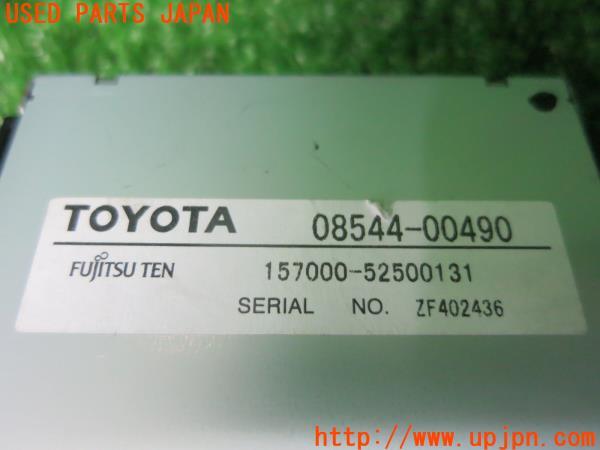 USED PARTS JAPAN
TOYOTA 08544-00490
FUJITSU TEN 157000-52500131
SERIAL NO. ZF402436
http://www.upjpn.com/